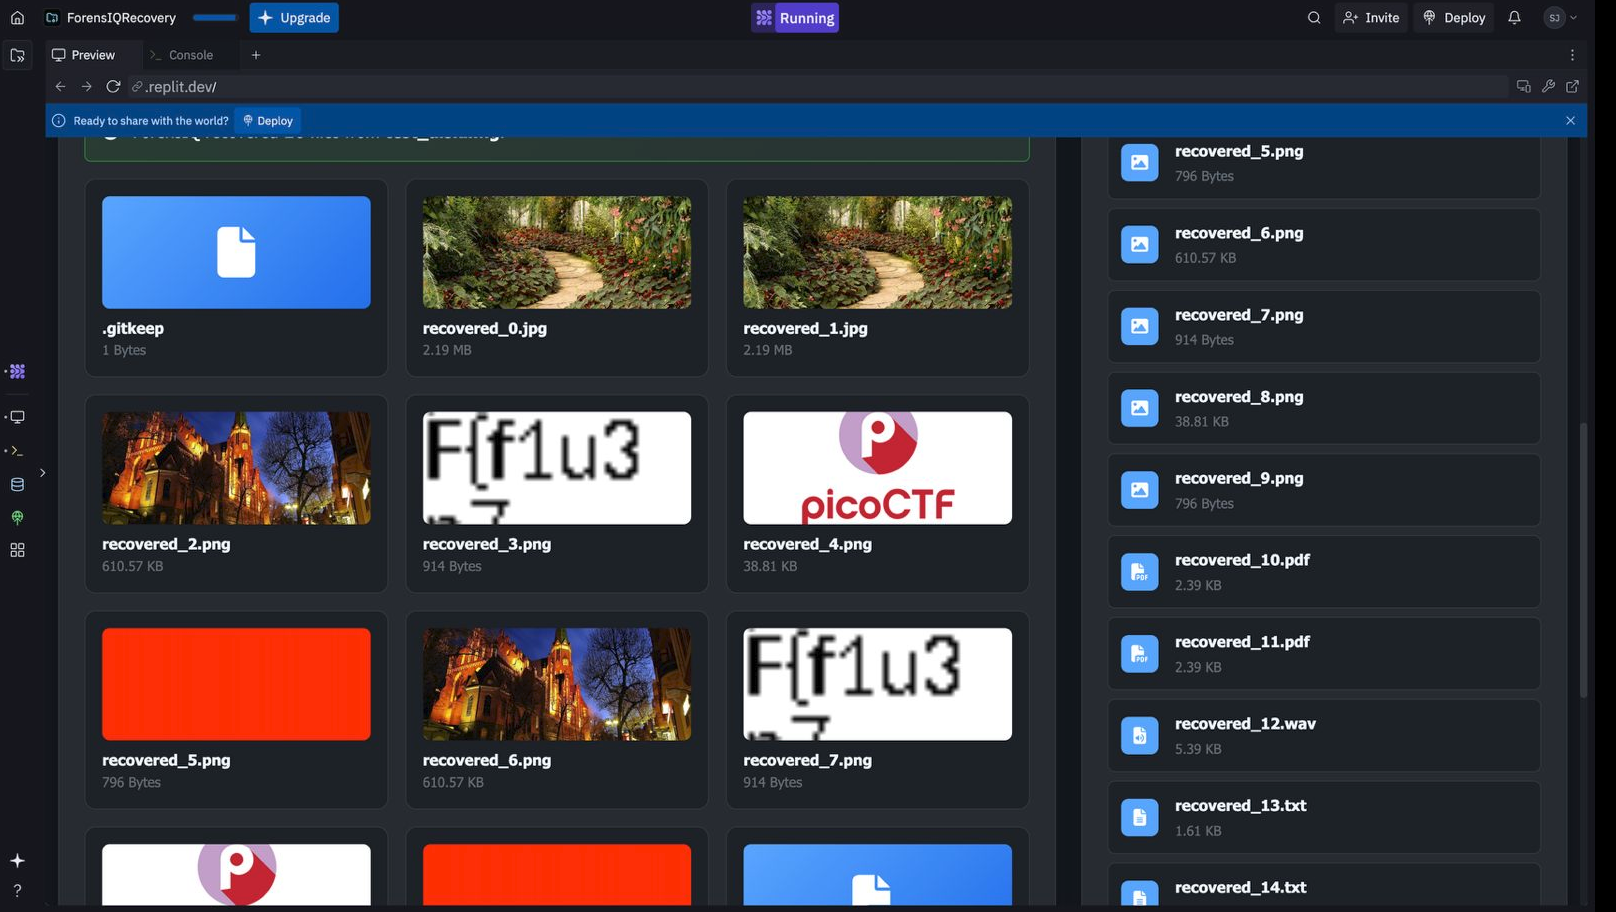 ForensIQRecovery
Upgrade
Running
Invite
Deploy
SJ
Preview
Console
.replit.dev/
Ready to share with the world?
Deploy
.gitkeep
1 Bytes
recovered_0.jpg
2.19 MB
recovered_1.jpg
2.19 MB
F{f1u3
picoCTF
recovered_2.png
610.57 KB
recovered_3.png
914 Bytes
recovered_4.png
38.81 KB
F{f1u3
recovered_5.png
796 Bytes
recovered_6.png
610.57 KB
recovered_7.png
914 Bytes
recovered_5.png
796 Bytes
recovered_6.png
610.57 KB
recovered_7.png
914 Bytes
recovered_8.png
38.81 KB
recovered_9.png
796 Bytes
PDF
recovered_10.pdf
2.39 KB
PDF
recovered_11.pdf
2.39 KB
recovered_12.wav
5.39 KB
recovered_13.txt
1.61 KB
recovered_14.txt